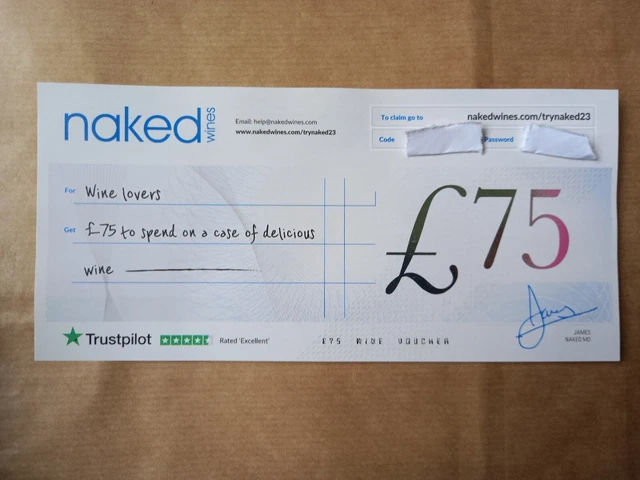 naked wines
Email: help@nakedwines.com
www.nakedwines.com/trynaked23
To claim go to nakedwines.com/trynaked23
Code Password
For Wine lovers
Get £75 to spend on a case of delicious
wine
£75
James
JAMES
NAKED MD
Trustpilot Rated 'Excellent'
£75 WINE VOUCHER